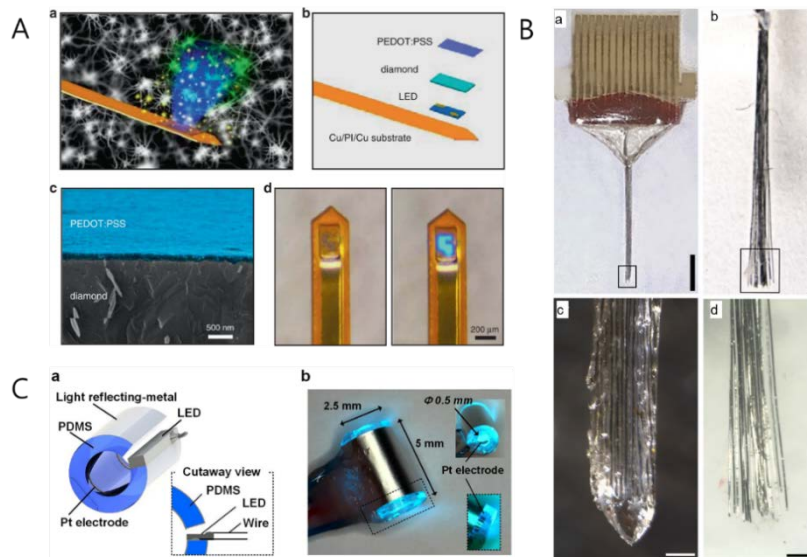 A
a
b
PEDOT:PSS
diamond
LED
Cu/PI/Cu substrate
c
PEDOT:PSS
diamond
500 nm
d
5
200 μm
B
a
b
c
d
C
a
Light reflecting-metal
LED
PDMS
Pt electrode
Cutaway view
PDMS
LED
Wire
b
2.5 mm
Φ 0.5 mm
5 mm
Pt electrode